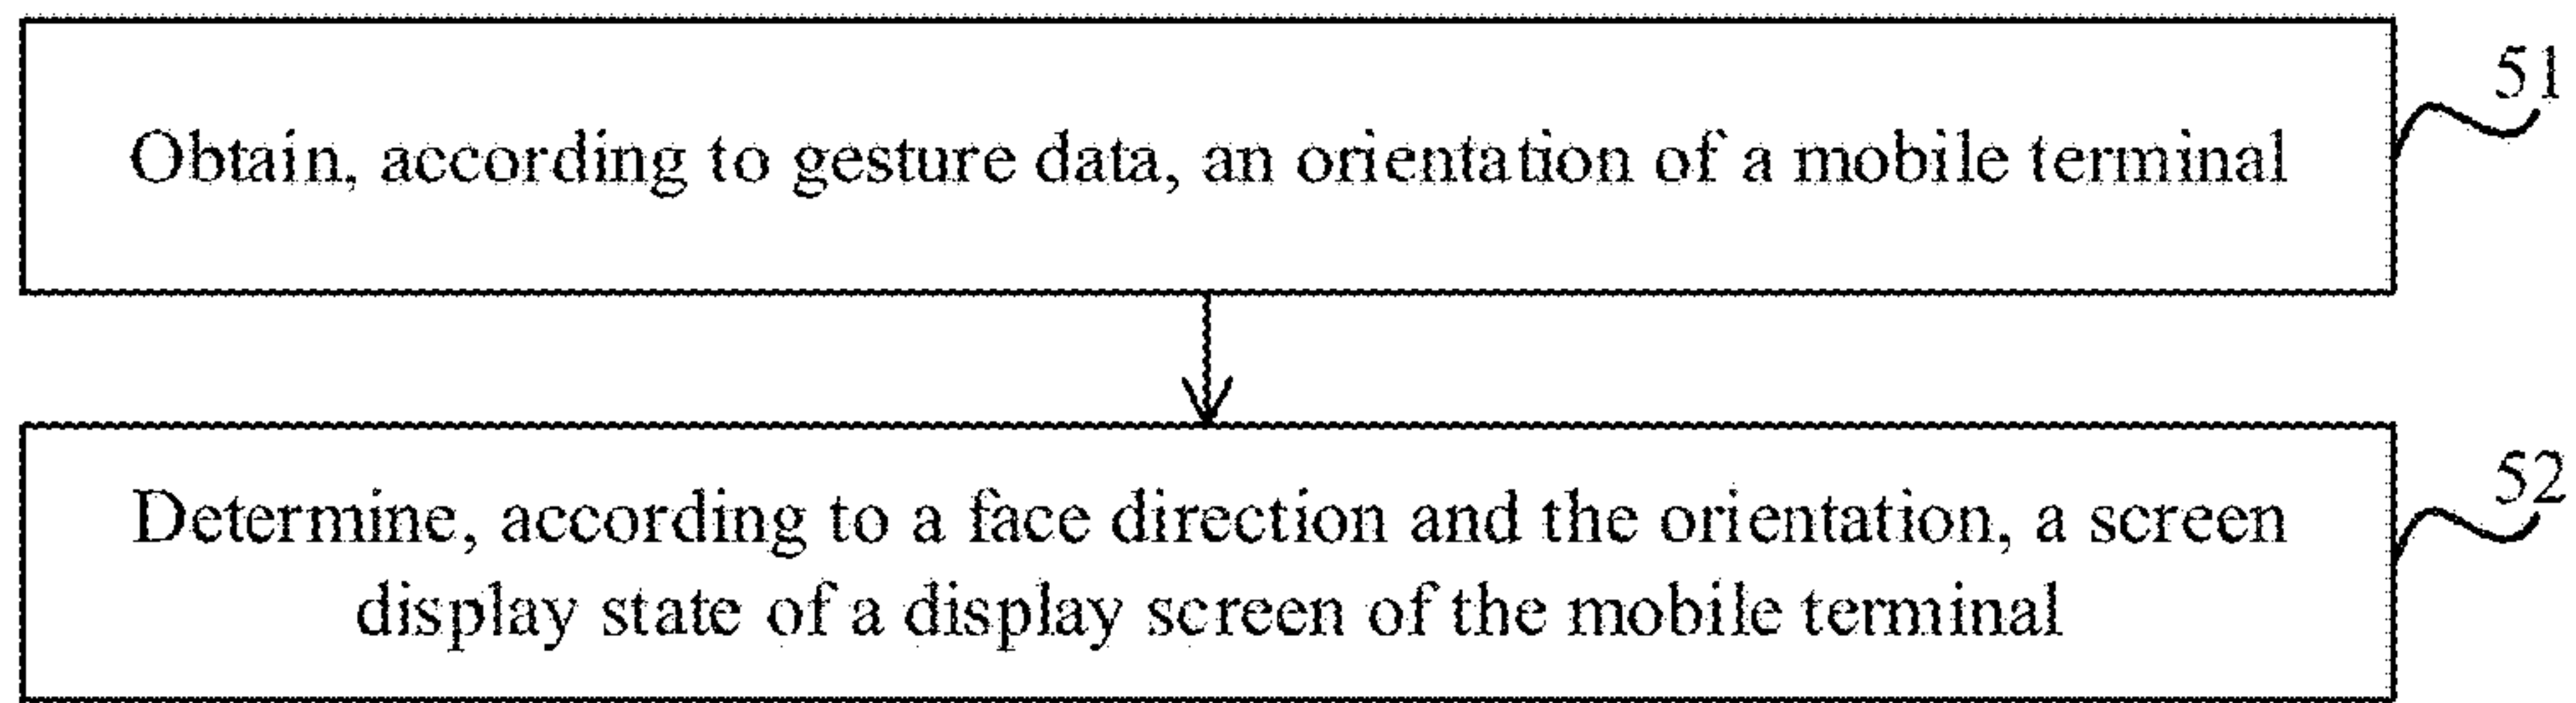 Obtain, according to gesture data, an orientation of a mobile terminal
51
Determine, according to a face direction and the orientation, a screen
display state of a display screen of the mobile terminal
52